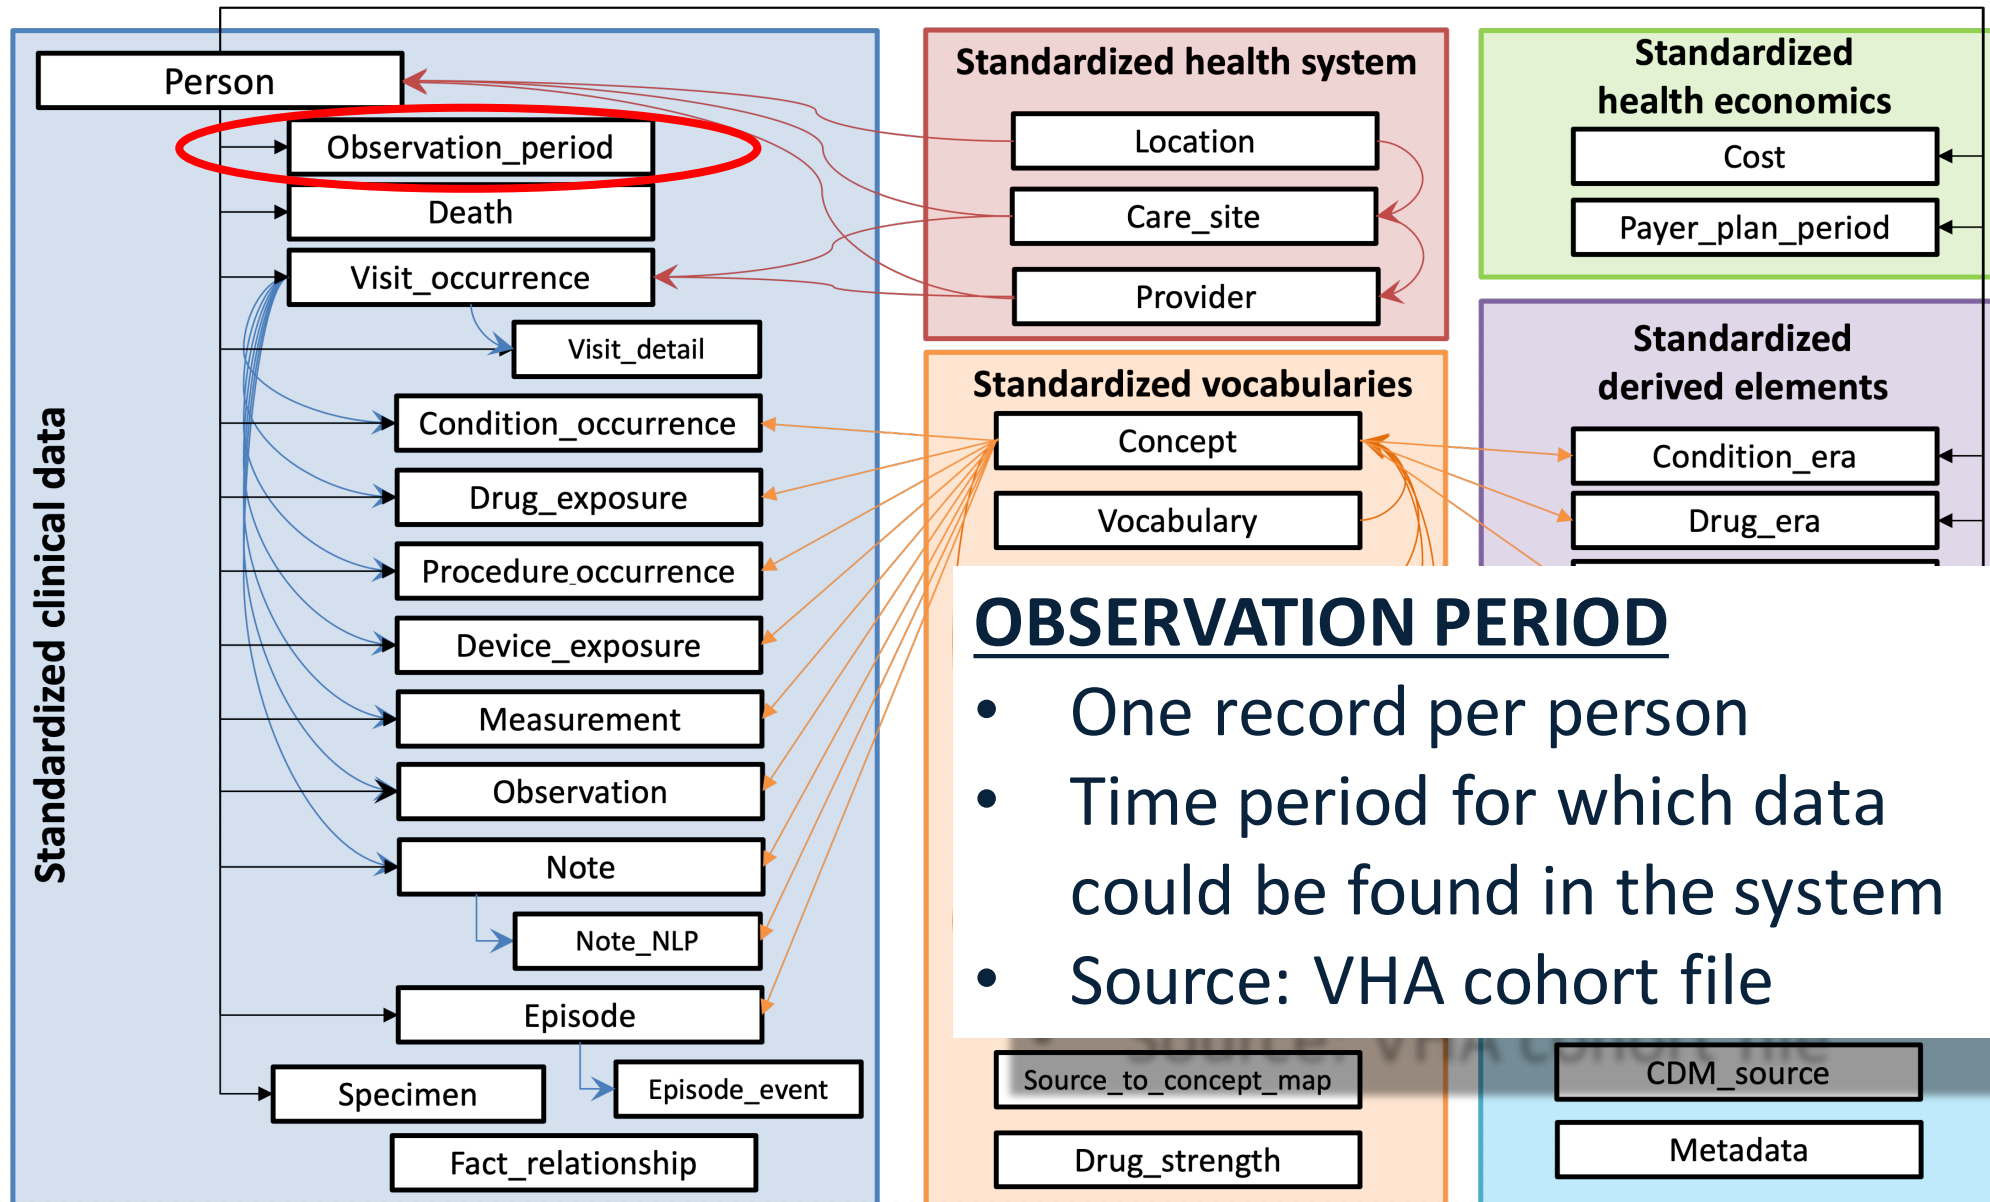 Standardized clinical data
Person
Observation_period
Death
Visit_occurrence
Visit_detail
Condition_occurrence
Drug_exposure
Procedure_occurrence
Device_exposure
Measurement
Observation
Note
Note_NLP
Episode
Specimen
Episode_event
Fact_relationship
Standardized health system
Location
Care_site
Provider
Standardized vocabularies
Concept
Vocabulary
Source_to_concept_map
Drug_strength
Standardized
health economics
Cost
Payer_plan_period
Standardized
derived elements
Condition_era
Drug_era
OBSERVATION PERIOD
• One record per person
• Time period for which data
could be found in the system
• Source: VHA cohort file
CDM_source
Metadata